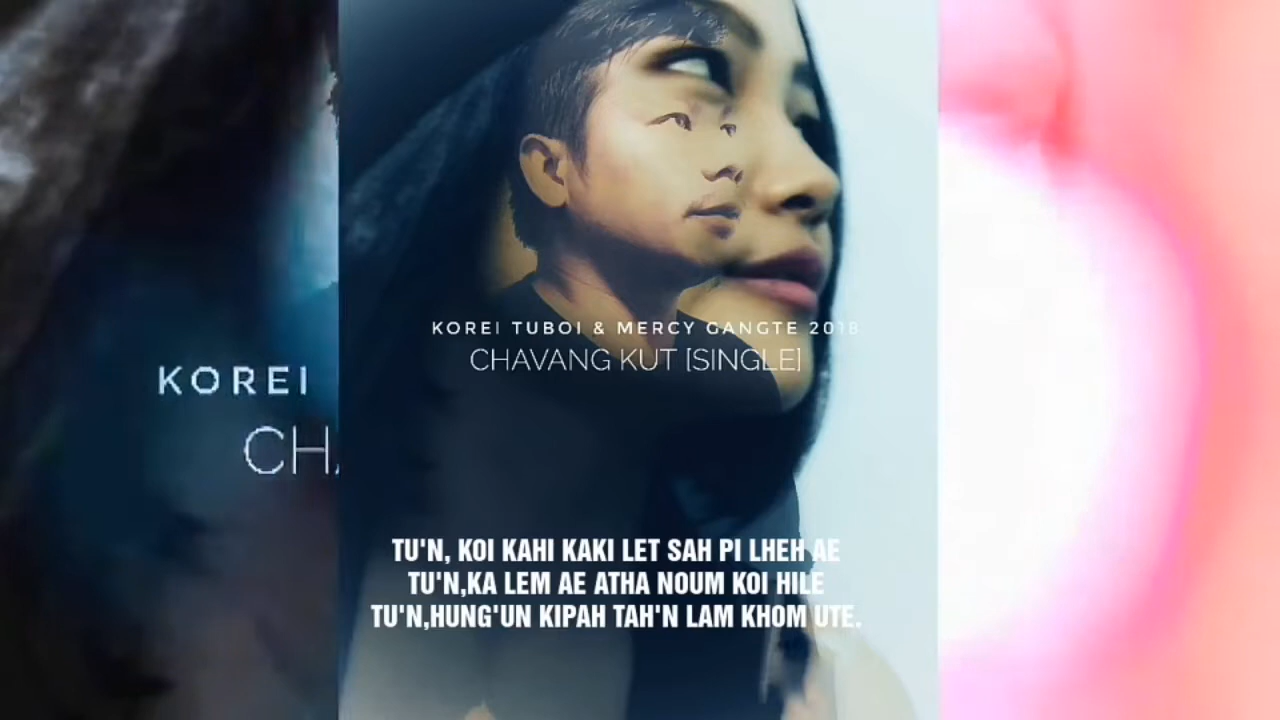 KOREI TUBOI & MERCY GANGTE 2018
CHAVANG KUT [SINGLE]
KOREI
CHA
TU'N, KOI KAHI KAKI LET SAH PI LHEH AE
TU'N,KA LEM AE ATHA NOUM KOI HILE
TU'N,HUNG'UN KIPAH TAH'N LAM KHOM UTE.